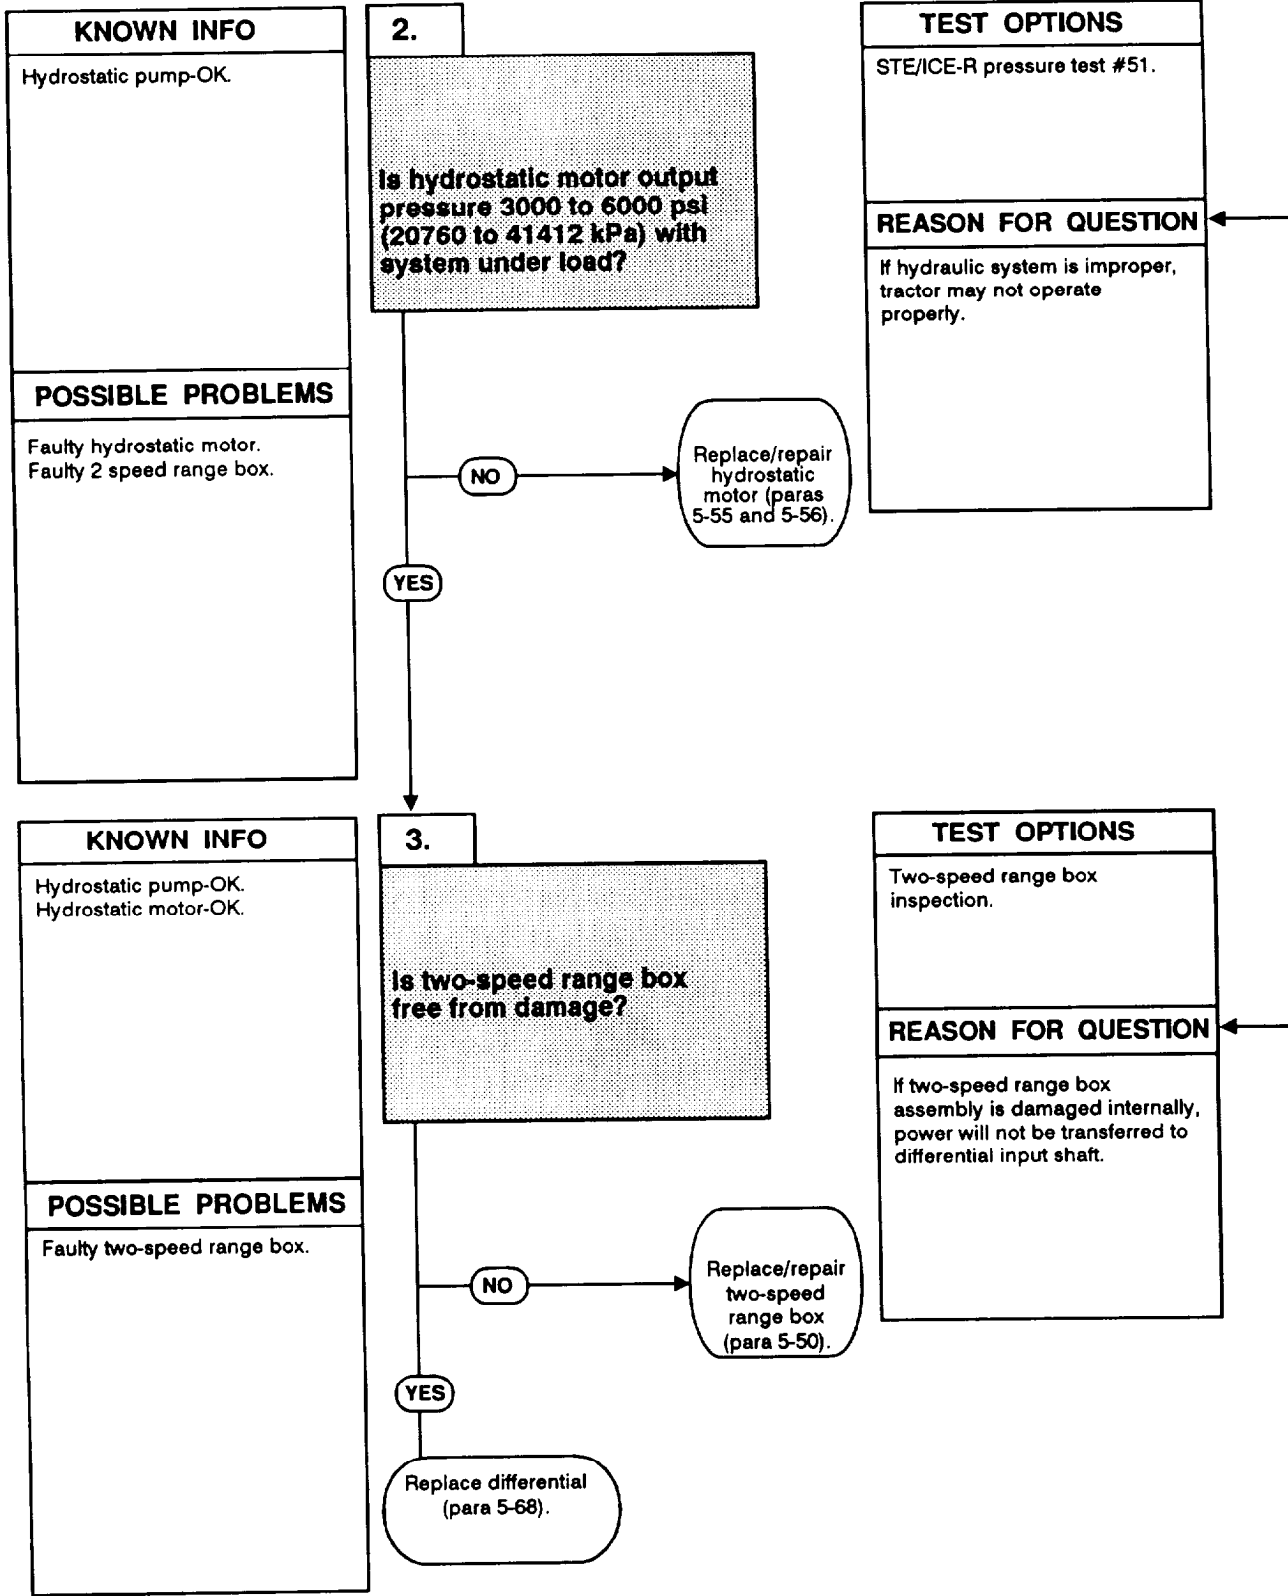 KNOWN INFO
Hydrostatic pump-OK.
POSSIBLE PROBLEMS
Faulty hydrostatic motor.
Faulty 2 speed range box.
2.
Is hydrostatic motor output
pressure 3000 to 6000 psi
(20760 to 41412 kPa) with
system under load?
NO
Replace/repair
hydrostatic
motor (paras
5-55 and 5-56).
YES
TEST OPTIONS
STE/ICE-R pressure test #51.
REASON FOR QUESTION
If hydraulic system is improper,
tractor may not operate
properly.
KNOWN INFO
Hydrostatic pump-OK.
Hydrostatic motor-OK.
POSSIBLE PROBLEMS
Faulty two-speed range box.
3.
Is two-speed range box
free from damage?
NO
Replace/repair
two-speed
range box
(para 5-50).
YES
Replace differential
(para 5-68).
TEST OPTIONS
Two-speed range box
inspection.
REASON FOR QUESTION
If two-speed range box
assembly is damaged internally,
power will not be transferred to
differential input shaft.